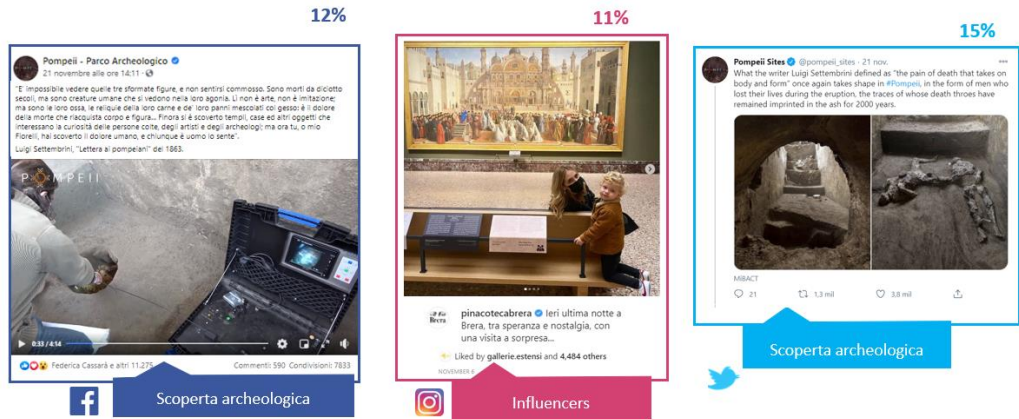 12%
Pompeii - Parco Archeologico
21 novembre alle ore 14:11
"E' impossibile vedere quelle tre sformate figure, e non sentirsi commosso. Sono morti da diciotto
secoli, ma sono creature umane che si vedono nella loro agonia. Lì non è arte, non è imitazione;
ma sono le loro ossa, le reliquie della loro carne e de' loro panni mescolati col gesso: è il dolore
della morte che riacquista corpo e figura... Finora si è scoverto templi, case ed altri oggetti che
interessano la curiosità delle persone colte, degli artisti e degli archeologi; ma ora tu, o mio
Fiorelli, hai scoverto il dolore umano, e chiunque è uomo lo sente".
Luigi Settembrini, "Lettera ai pompeiani" del 1863.
POMPEII
0:33 / 4:14
Federica Cassarà e altri 11.275
Commenti: 590 Condivisioni: 7833
Scoperta archeologica
11%
Brera
pinacotecabrera Ieri ultima notte a
Brera, tra speranza e nostalgia, con
una visita a sorpresa...
Liked by gallerie.estensi and 4,484 others
NOVEMBER 6
Influencers
15%
Pompeii Sites @pompeii_sites · 21 nov.
What the writer Luigi Settembrini defined as "the pain of death that takes on
body and form" once again takes shape in #Pompeii, in the form of men who
lost their lives during the eruption, the traces of whose death throes have
remained imprinted in the ash for 2000 years.
MiBACT
21 1,3 mil 3,8 mil
Scoperta archeologica